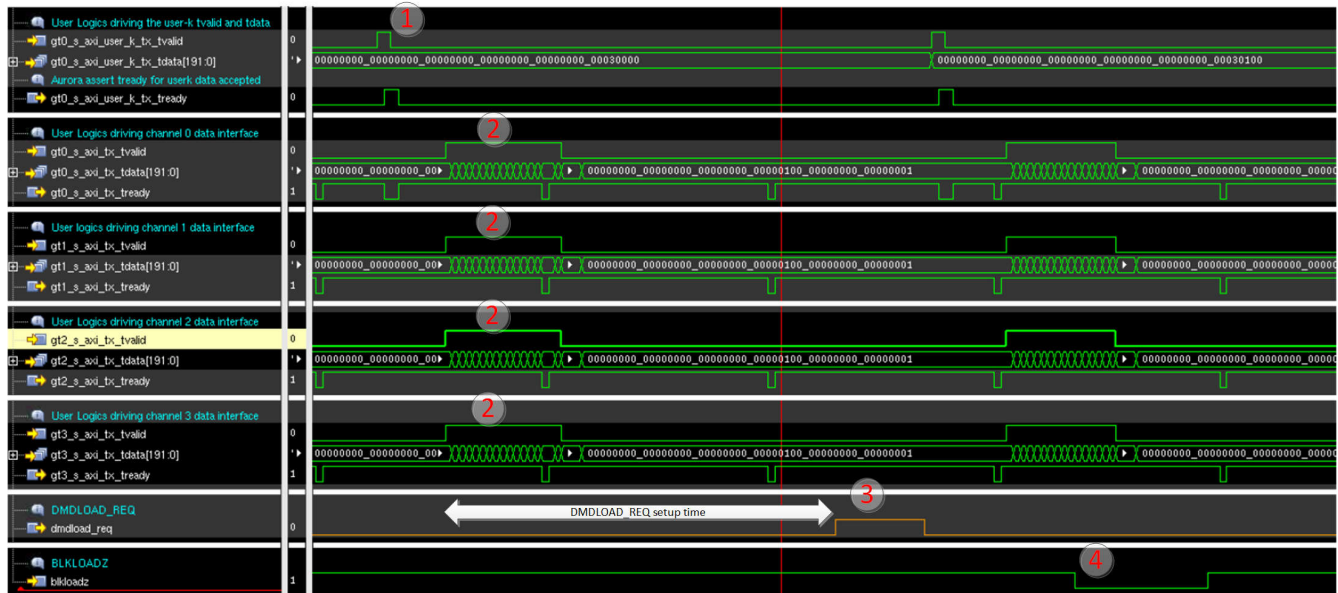 User Logics driving the user-k tvalid and tdata
1
gt0_s_axi_user_k_tx_tvalid 0
gt0_s_axi_user_k_tx_tdata[191:0] 00000000_00000000_00000000_00000000_00000000_00030000 00000000_00000000_00000000_00000000_00000000_00030100
Aurora assert tready for userk data accepted
gt0_s_axi_user_k_tx_tready 0
User Logics driving channel 0 data interface
2
gt0_s_axi_tx_tvalid 0
gt0_s_axi_tx_tdata[191:0] 00000000_00000000_00 00000000_00000000_00000000_00000100_00000000_00000001 00000000_00000000_00000000_00000
gt0_s_axi_tx_tready 1
User logics driving channel 1 data interface
2
gt1_s_axi_tx_tvalid 0
gt1_s_axi_tx_tdata[191:0] 00000000_00000000_00 00000000_00000000_00000000_00000100_00000000_00000001 00000000_00000000_00000000_00000
gt1_s_axi_tx_tready 1
User Logics driving channel 2 data interface
2
gt2_s_axi_tx_tvalid 0
gt2_s_axi_tx_tdata[191:0] 00000000_00000000_00 00000000_00000000_00000000_00000100_00000000_00000001 00000000_00000000_00000000_00000
gt2_s_axi_tx_tready 1
User Logics driving channel 3 data interface
2
gt3_s_axi_tx_tvalid 0
gt3_s_axi_tx_tdata[191:0] 00000000_00000000_00 00000000_00000000_00000000_00000100_00000000_00000001 00000000_00000000_00000000_00000
gt3_s_axi_tx_tready 1
DMDLOAD_REQ
DMDLOAD_REQ setup time
3
dmdload_req 0
BLKLOADZ
4
blkloadz 1